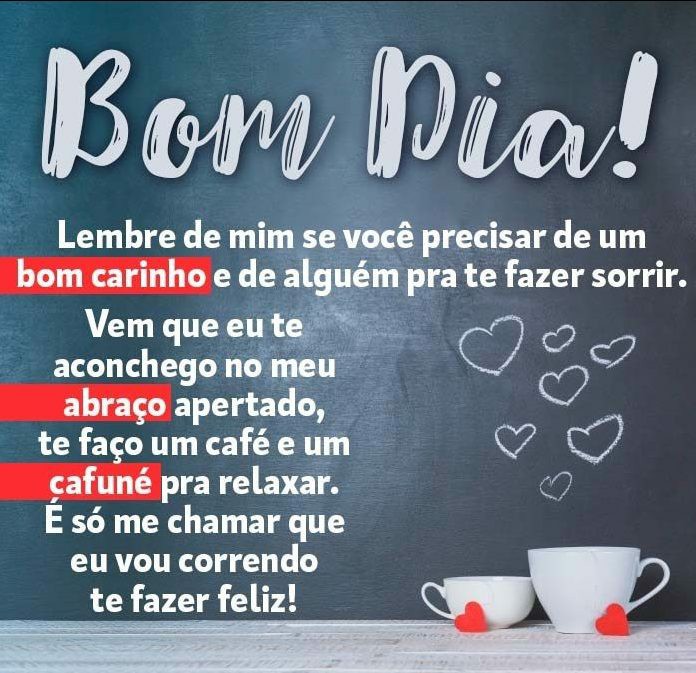 Bom Dia!
Lembre de mim se você precisar de um
bom carinho e de alguém pra te fazer sorrir.
Vem que eu te
aconchego no meu
abraço apertado,
te faço um café e um
cafuné pra relaxar.
É só me chamar que
eu vou correndo
te fazer feliz!